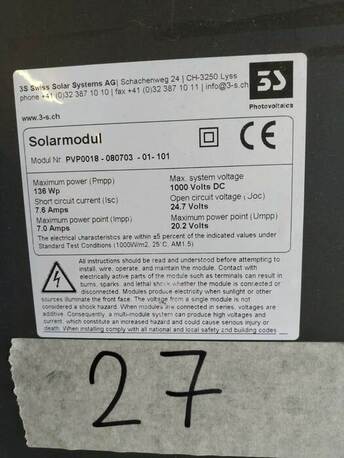 3S Swiss Solar Systems AG| Schachenweg 24 | CH-3250 Lyss
phone +41 (0)32 387 10 10 | fax +41 (0)32 387 10 11 | info@3-s.ch
3S
Photovoltaics
www.3-s.ch
Solarmodul
CE
Modul Nr. PVP0018 - 080703 - 01- 101
Maximum power (Pmpp)
136 Wp
Short circuit current (Isc)
7.6 Amps
Maximum power point (Impp)
7.0 Amps
Max. system voltage
1000 Volts DC
Open circuit voltage (Uoc)
24.7 Volts
Maximum power point (Umpp)
20.2 Volts
The electrical characteristics are within ±5 percent of the indicated values under
Standard Test Conditions (1000W/m2, 25°C, AM1.5)
All instructions should be read and understood before attempting to
install, wire, operate, and maintain the module. Contact with
electrically active parts of the module such as terminals can result in
burns, sparks, and lethal shock whether the module is connected or
disconnected. Modules produce electricity when sunlight or other
sources illuminate the front face. The voltage from a single module is not
considered a shock hazard. When modules are connected in series, voltages are
additive. Consequently, a multi-module system can produce high voltages and
current, which constitute an increased hazard and could cause serious injury or
death. When installing comply with all national safety and building codes
27